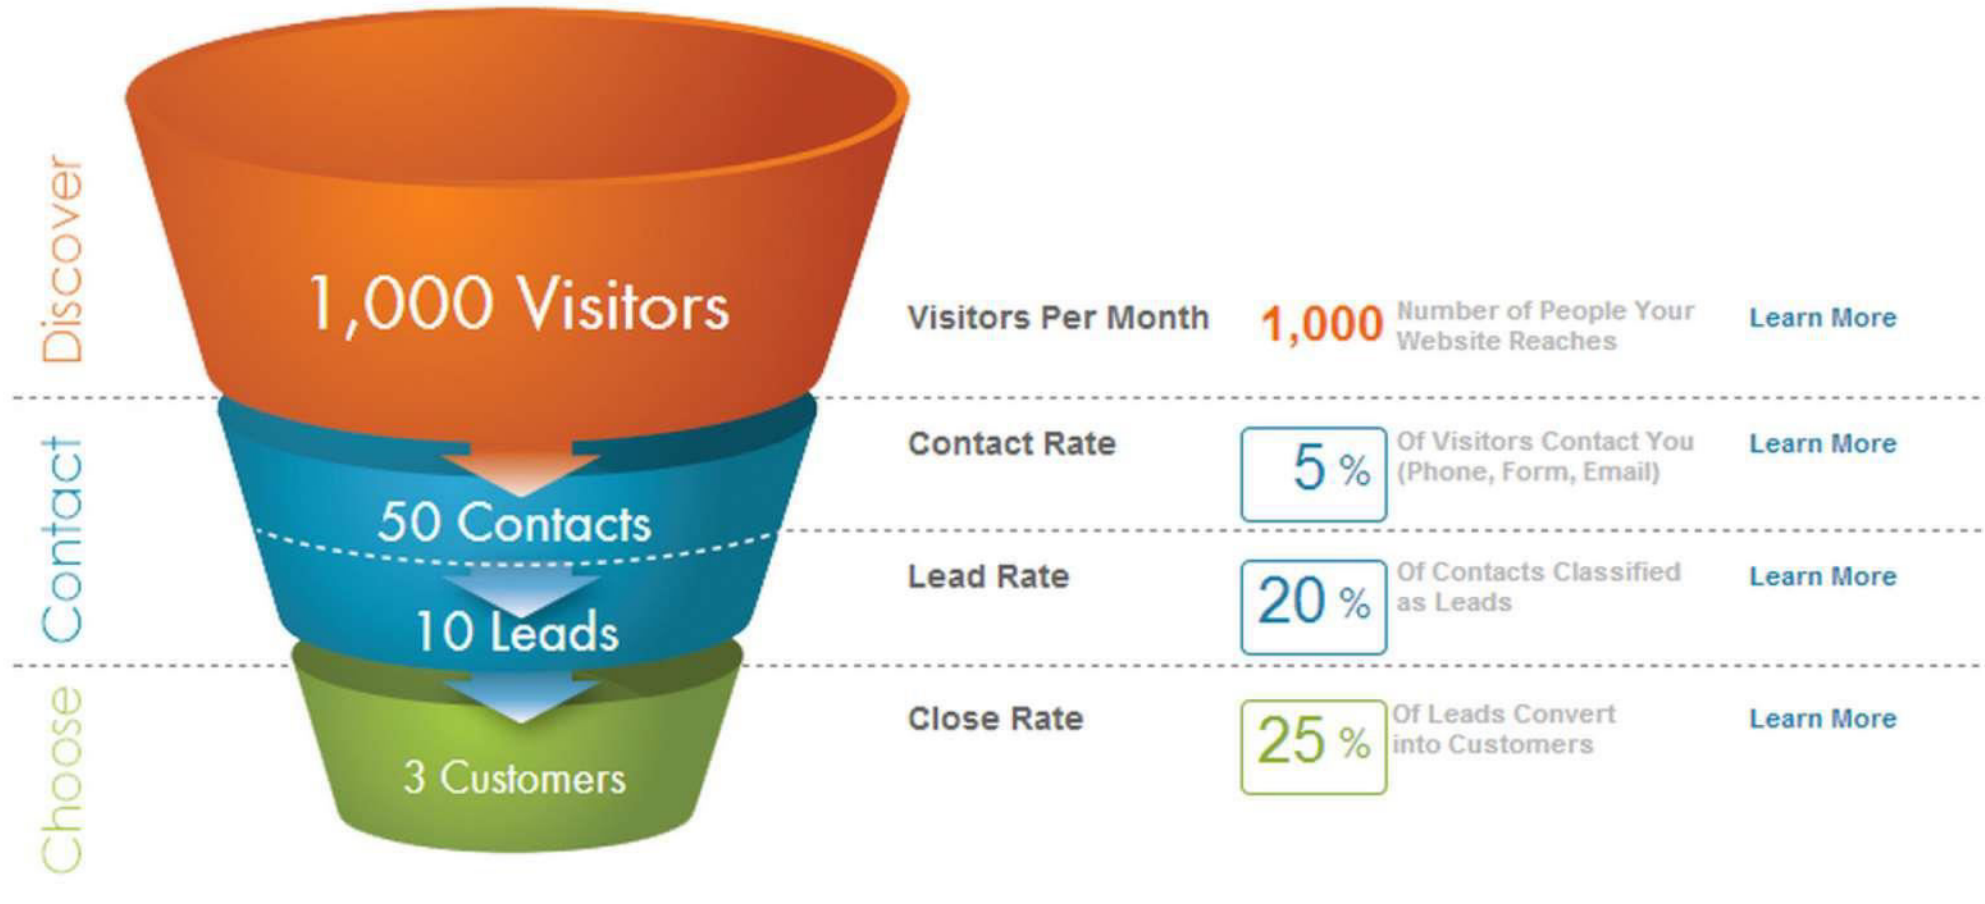 Discover
1,000 Visitors
Visitors Per Month
1,000
Number of People Your
Website Reaches
Learn More
Contact
50 Contacts
Contact Rate
5 %
Of Visitors Contact You
(Phone, Form, Email)
Learn More
10 Leads
Lead Rate
20 %
Of Contacts Classified
as Leads
Learn More
Choose
3 Customers
Close Rate
25 %
Of Leads Convert
into Customers
Learn More